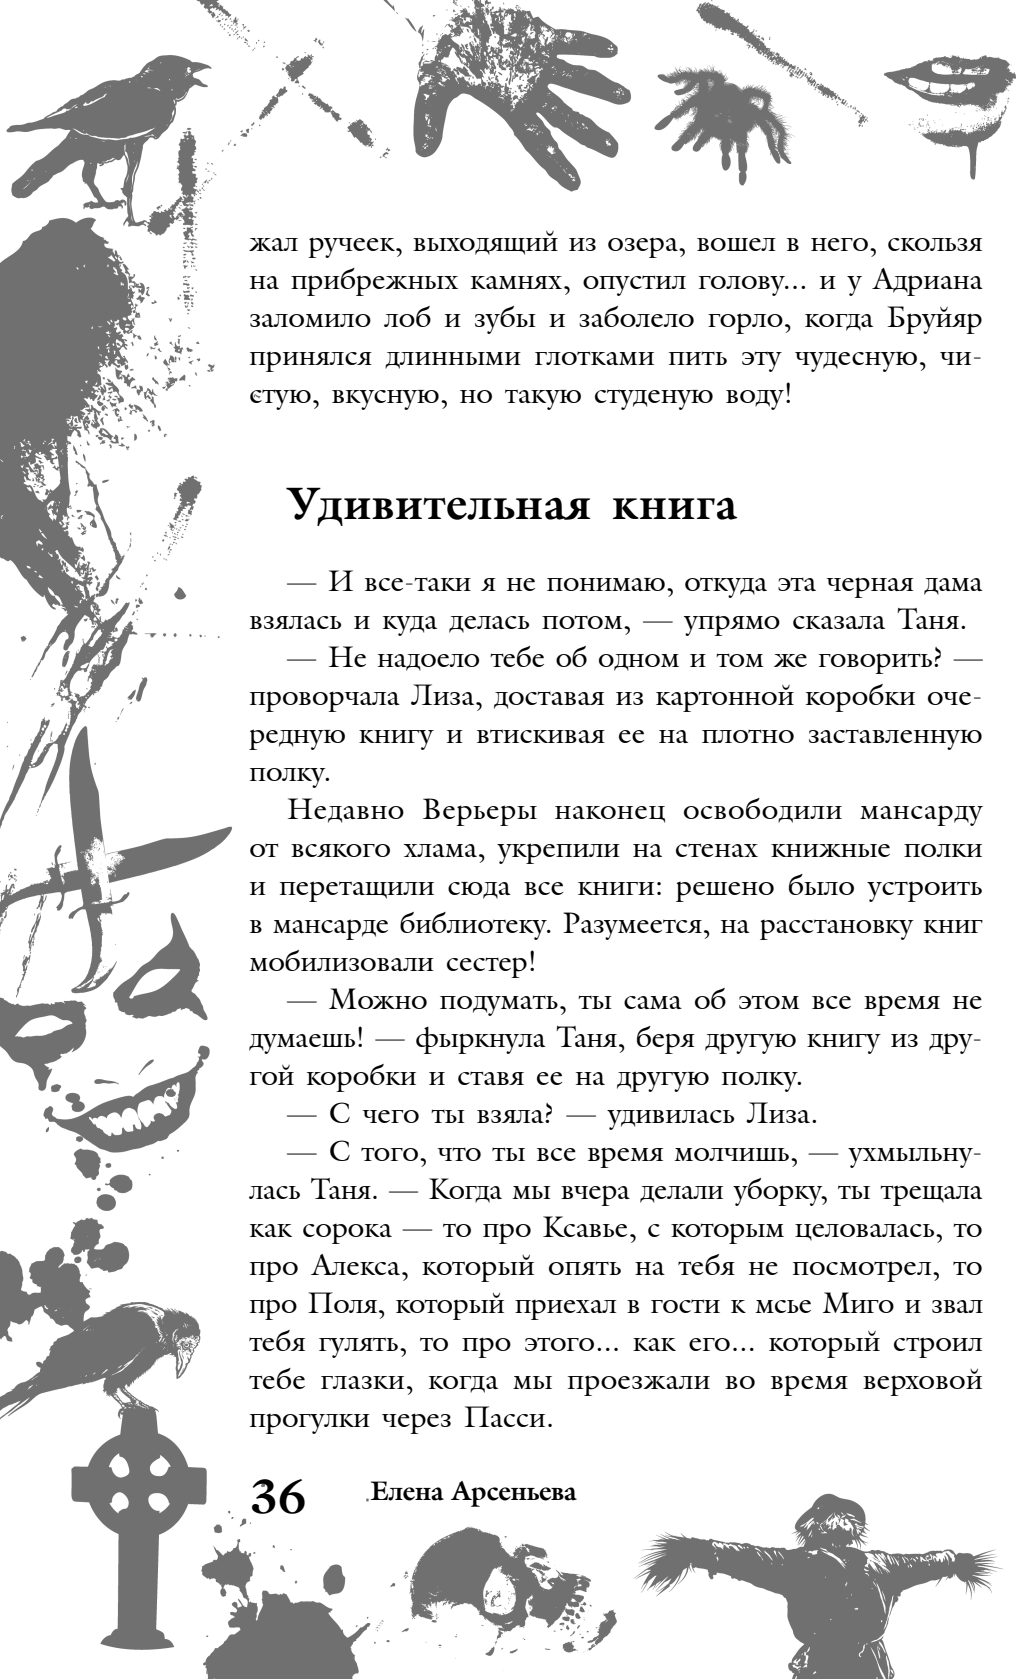 жал ручеек, выходящий из озера, вошел в него, скользя
на прибрежных камнях, опустил голову... и у Адриана
заломило лоб и зубы и заболело горло, когда Бруйяр
принялся длинными глотками пить эту чудесную, чи-
стую, вкусную, но такую студеную воду!
Удивительная книга
— И все-таки я не понимаю, откуда эта черная дама
взялась и куда делась потом, — упрямо сказала Таня.
— Не надоело тебе об одном и том же говорить? —
проворчала Лиза, доставая из картонной коробки оче-
редную книгу и втискивая ее на плотно заставленную
полку.
Недавно Верьеры наконец освободили мансарду
от всякого хлама, укрепили на стенах книжные полки
и перетащили сюда все книги: решено было устроить
в мансарде библиотеку. Разумеется, на расстановку книг
мобилизовали сестер!
— Можно подумать, ты сама об этом все время не
думаешь! — фыркнула Таня, беря другую книгу из дру-
гой коробки и ставя ее на другую полку.
— С чего ты взяла? — удивилась Лиза.
— С того, что ты все время молчишь, — ухмыльну-
лась Таня. — Когда мы вчера делали уборку, ты трещала
как сорока — то про Ксавье, с которым целовалась, то
про Алекса, который опять на тебя не посмотрел, то
про Поля, который приехал в гости к мсье Миго и звал
тебя гулять, то про этого... как его... который строил
тебе глазки, когда мы проезжали во время верховой
прогулки через Пасси.
36 Елена Арсеньева